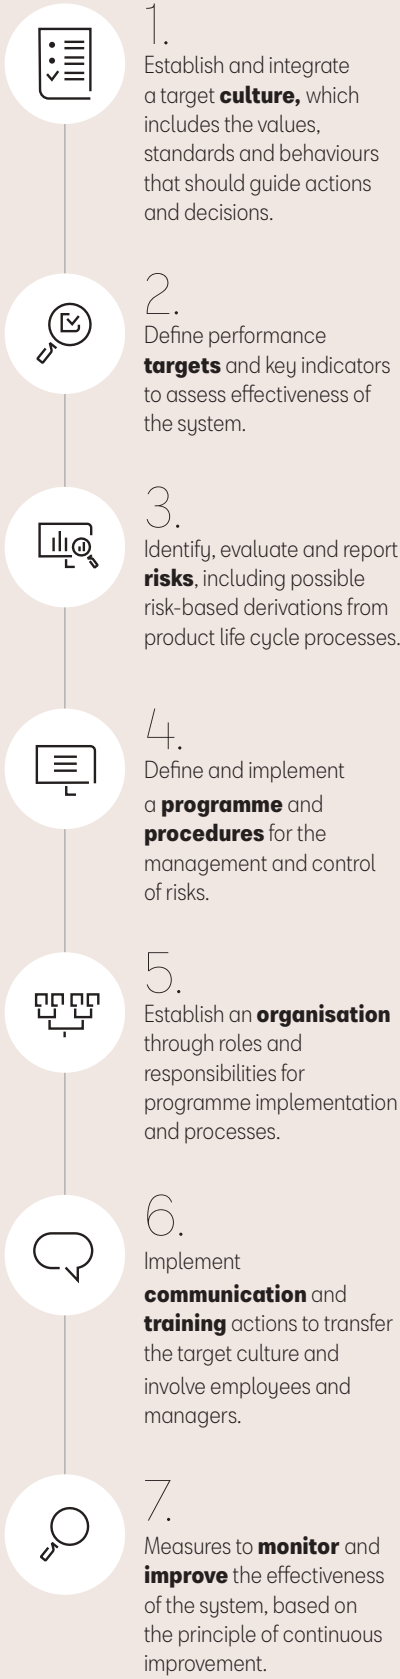 1.
Establish and integrate
a target culture, which
includes the values,
standards and behaviours
that should guide actions
and decisions.
2.
Define performance
targets and key indicators
to assess effectiveness of
the system.
3.
Identify, evaluate and report
risks, including possible
risk-based derivations from
product life cycle processes.
4.
Define and implement
a programme and
procedures for the
management and control
of risks.
5.
Establish an organisation
through roles and
responsibilities for
programme implementation
and processes.
6.
Implement
communication and
training actions to transfer
the target culture and
involve employees and
managers.
7.
Measures to monitor and
improve the effectiveness
of the system, based on
the principle of continuous
improvement.